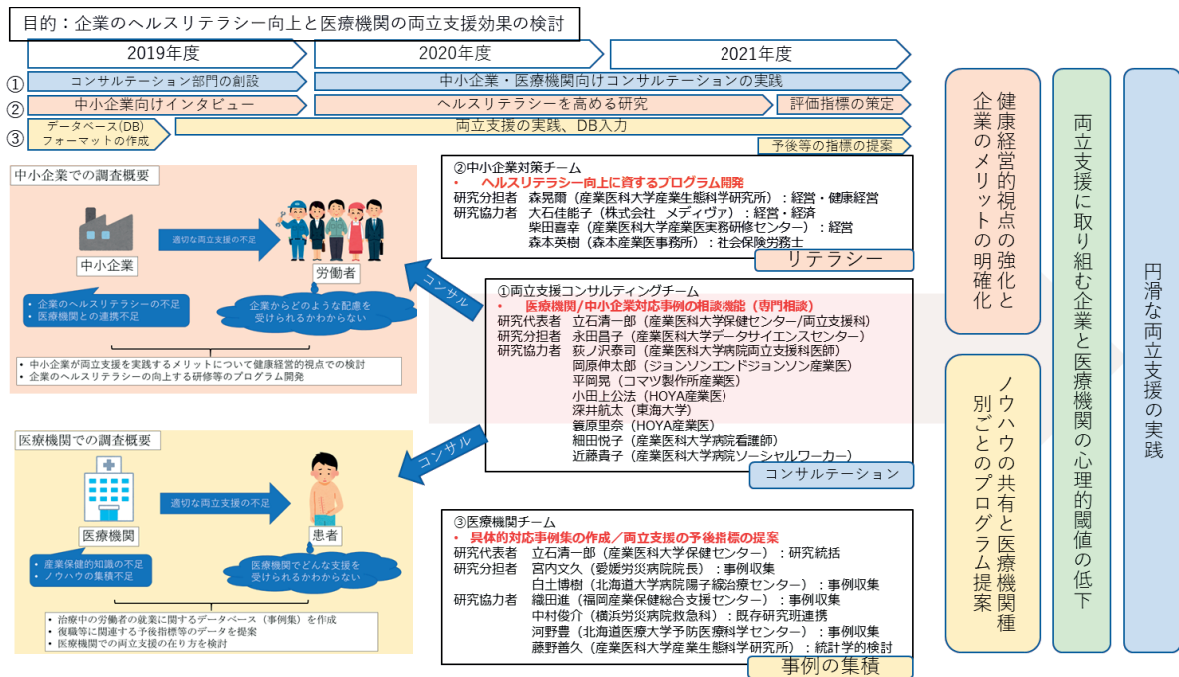 目的：企業のヘルスリテラシー向上と医療機関の両立支援効果の検討
2019年度
2020年度
2021年度
①
コンサルテーション部門の創設
中小企業・医療機関向けコンサルテーションの実践
②
中小企業向けインタビュー
ヘルスリテラシーを高める研究
評価指標の策定
③
データベース(DB)
フォーマットの作成
両立支援の実践、DB入力
予後等の指標の提案
中小企業での調査概要
中小企業
適切な両立支援の不足
労働者
・企業のヘルスリテラシーの不足
・医療機関との連携不足
企業からどのような配慮を
受けられるかわからない
・中小企業が両立支援を実践するメリットについて健康経営的視点での検討
・企業のヘルスリテラシーの向上する研修等のプログラム開発
医療機関での調査概要
医療機関
適切な両立支援の不足
患者
・産業保健的知識の不足
・ノウハウの集積不足
医療機関でどんな支援を
受けられるかわからない
・治療中の労働者の就業に関するデータベース（事例集）を作成
・復職等に関連する予後指標等のデータを提案
・医療機関での両立支援の在り方を検討
コンサル
コンサル
②中小企業対策チーム
・ヘルスリテラシー向上に資するプログラム開発
研究分担者　森晃爾（産業医科大学産業生態科学研究所）：経営・健康経営
研究協力者　大石佳能子（株式会社　メディヴァ）：経営・経済
柴田喜幸（産業医科大学産業医実務研修センター）：経営
森本英樹（森本産業医事務所）：社会保険労務士
リテラシー
①両立支援コンサルティングチーム
・医療機関/中小企業対応事例の相談機能（専門相談）
研究代表者　立石清一郎（産業医科大学保健センター/両立支援科）
研究分担者　永田昌子（産業医科大学データサイエンスセンター）
研究協力者　荻ノ沢泰司（産業医科大学病院両立支援科医師）
岡原伸太郎（ジョンソンエンドジョンソン産業医）
平岡晃（コマツ製作所産業医）
小田上公法（HOYA産業医）
深井航太（東海大学）
簑原里奈（HOYA産業医）
細田悦子（産業医科大学病院看護師）
近藤貴子（産業医科大学病院ソーシャルワーカー）
コンサルテーション
③医療機関チーム
・具体的対応事例集の作成／両立支援の予後指標の提案
研究代表者　立石清一郎（産業医科大学保健センター）：研究統括
研究分担者　宮内文久（愛媛労災病院院長）：事例収集
白土博樹（北海道大学病院陽子線治療センター）：事例収集
研究協力者　織田進（福岡産業保健総合支援センター）：事例収集
中村俊介（横浜労災病院救急科）：既存研究班連携
河野豊（北海道医療大学予防医療科学センター）：事例収集
藤野善久（産業医科大学産業生態科学研究所）：統計学的検討
事例の集積
健康経営的視点の強化と
企業のメリットの明確化
ノウハウの共有と医療機関種
別ごとのプログラム提案
両立支援に取り組む企業と医療機関の心理的閾値の低下
円滑な両立支援の実践